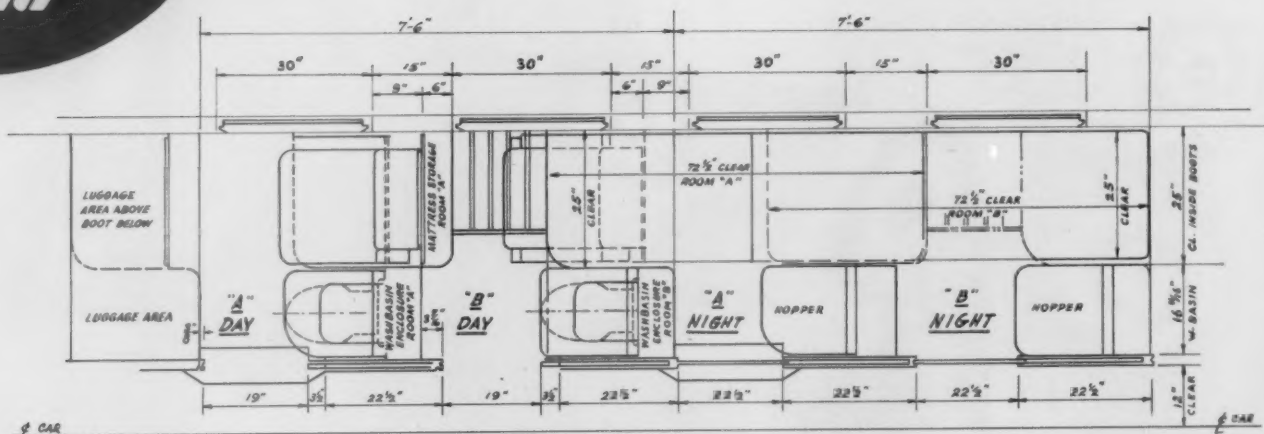 7'-6"
7'-6"
30"
15"
30"
15"
30"
15"
30"
9"
6"
6"
9"
LUGGAGE
AREA ABOVE
BOOT BELOW
MATTRESS STORAGE
ROOM "A"
25"
CLEAR
72½" CLEAR
ROOM "A"
72½" CLEAR
ROOM "B"
25"
CLEAR
25"
CL. INSIDE BOOTS
LUGGAGE AREA
"A"
DAY
WASHBASIN
ENCLOSURE
ROOM "A"
"B"
DAY
WASHBASIN
ENCLOSURE
ROOM "B"
"A"
NIGHT
HOPPER
"B"
NIGHT
HOPPER
W. BASIN
19"
3½"
22½"
19"
3½"
22½"
22½"
22½"
22½"
22½"
12"
CLEAR
℄ CAR
℄ CAR